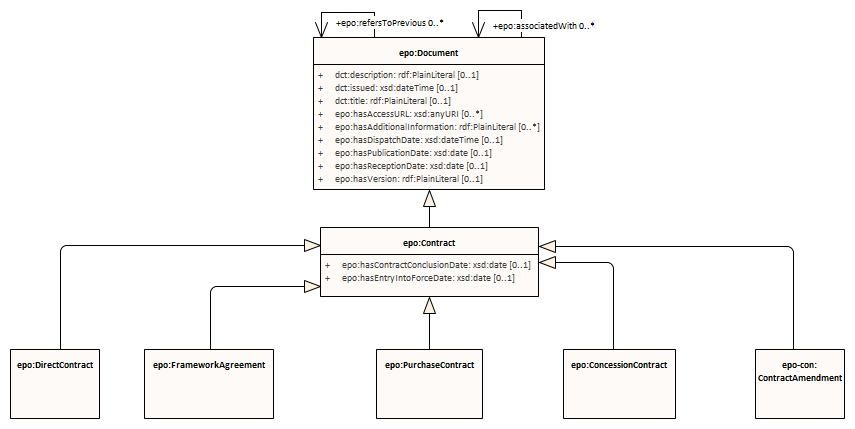 +epo:refersToPrevious 0..*
+epo:associatedWith 0..*
epo:Document
+ dct:description: rdf:PlainLiteral [0..1]
+ dct:issued: xsd:dateTime [0..1]
+ dct:title: rdf:PlainLiteral [0..1]
+ epo:hasAccessURL: xsd:anyURI [0..*]
+ epo:hasAdditionalInformation: rdf:PlainLiteral [0..*]
+ epo:hasDispatchDate: xsd:dateTime [0..1]
+ epo:hasPublicationDate: xsd:date [0..1]
+ epo:hasReceptionDate: xsd:date [0..1]
+ epo:hasVersion: rdf:PlainLiteral [0..1]
epo:Contract
+ epo:hasContractConclusionDate: xsd:date [0..1]
+ epo:hasEntryIntoForceDate: xsd:date [0..1]
epo:DirectContract
epo:FrameworkAgreement
epo:PurchaseContract
epo:ConcessionContract
epo-con:
ContractAmendment